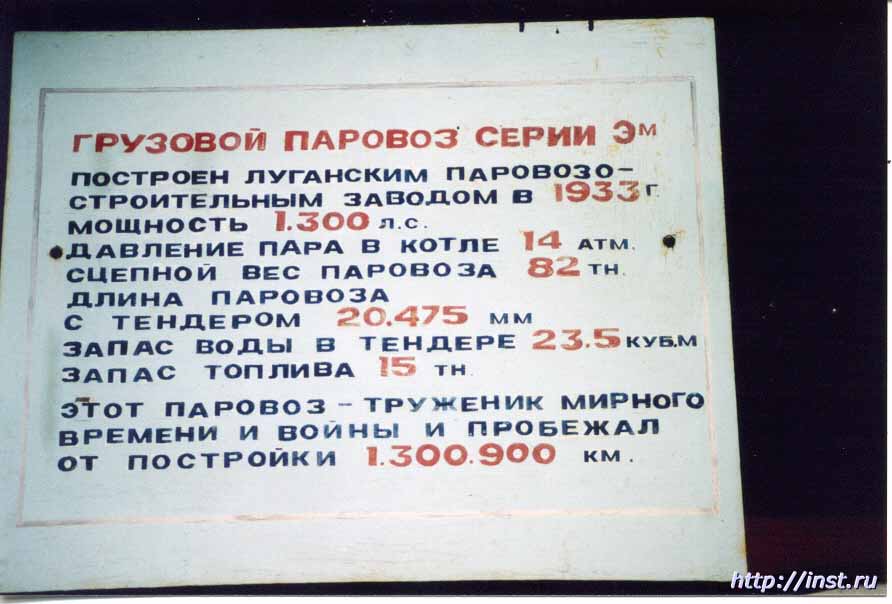 ГРУЗОВОЙ ПАРОВОЗ СЕРИИ ЭМ
ПОСТРОЕН ЛУГАНСКИМ ПАРОВОЗО-
СТРОИТЕЛЬНЫМ ЗАВОДОМ В 1933 Г.
МОЩНОСТЬ 1.300 Л.С.
ДАВЛЕНИЕ ПАРА В КОТЛЕ 14 АТМ.
СЦЕПНОЙ ВЕС ПАРОВОЗА 82 ТН.
ДЛИНА ПАРОВОЗА
С ТЕНДЕРОМ 20.475 ММ
ЗАПАС ВОДЫ В ТЕНДЕРЕ 23.5 КУБ.М
ЗАПАС ТОПЛИВА 15 ТН.
ЭТОТ ПАРОВОЗ – ТРУЖЕНИК МИРНОГО
ВРЕМЕНИ И ВОЙНЫ И ПРОБЕЖАЛ
ОТ ПОСТРОЙКИ 1.300.900 КМ.
http://inst.ru